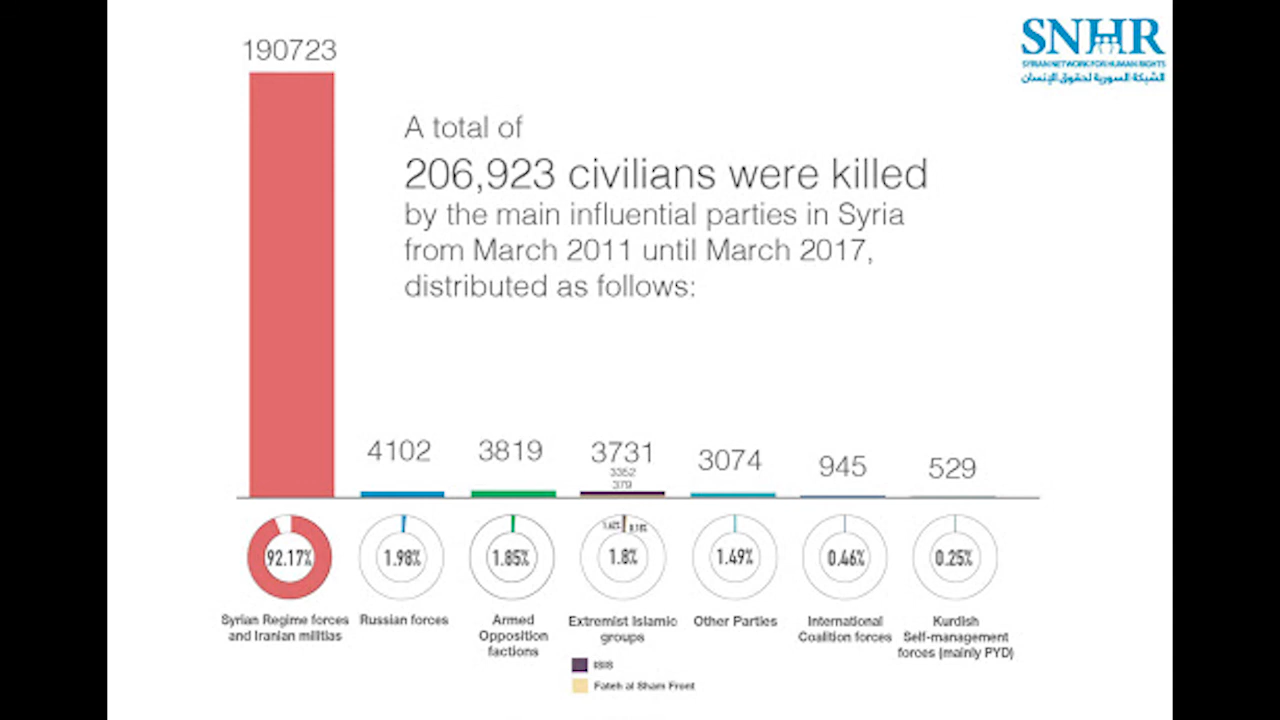 SNHR
SYRIAN NETWORK FOR HUMAN RIGHTS
الشبكة السورية لحقوق الإنسان
190723
A total of
206,923 civilians were killed
by the main influential parties in Syria
from March 2011 until March 2017,
distributed as follows:
4102
3819
3731
3352
379
3074
945
529
92.17%
1.98%
1.85%
1.62%
0.18%
1.8%
1.49%
0.46%
0.25%
Syrian Regime forces
and Iranian militias
Russian forces
Armed
Opposition
factions
Extremist Islamic
groups
ISIS
Fateh al Sham Front
Other Parties
International
Coalition forces
Kurdish
Self-management
forces (mainly PYD)